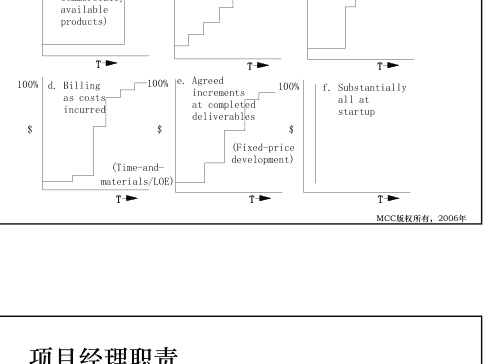 available
products)
T
T
T
100%
d. Billing
as costs
incurred
$
(Time-and-
materials/LOE)
T
100%
e. Agreed
increments
at completed
deliverables
$
(Fixed-price
development)
T
100%
f. Substantially
all at
startup
$
T
MCC版权所有，2006年
项目经理职责